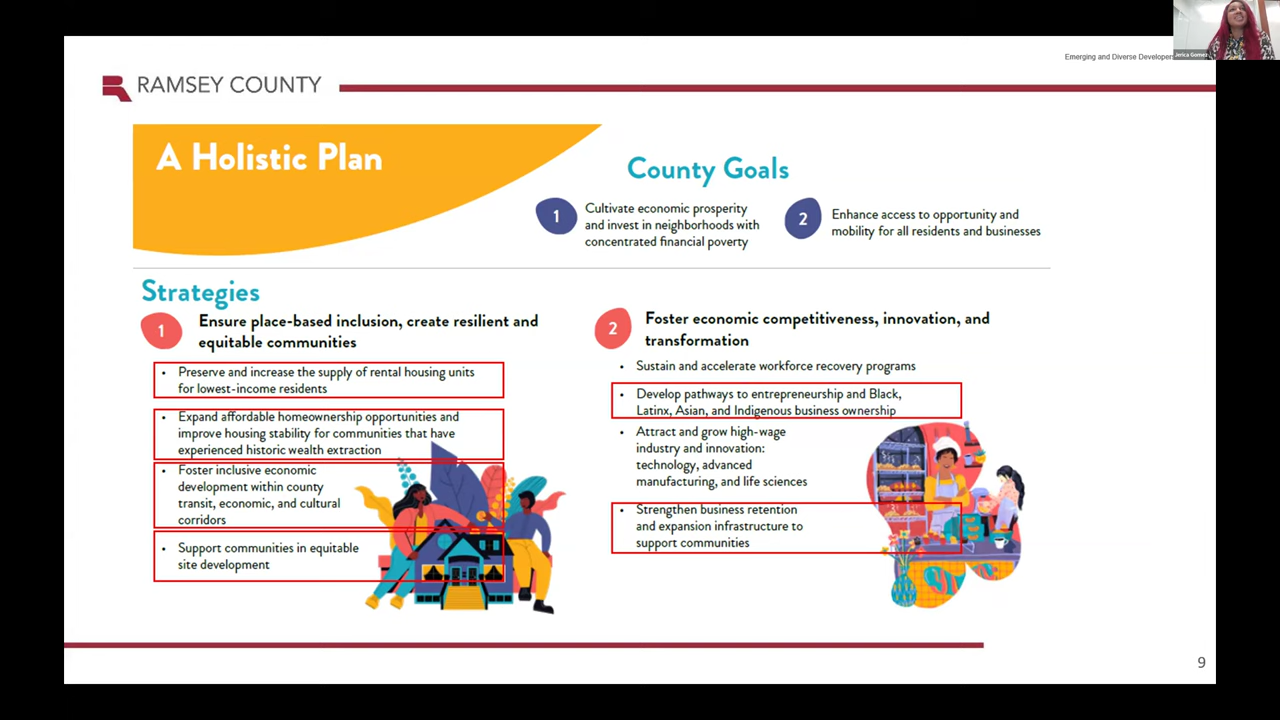 Emerging and Diverse Developers
Jerica Gomez
RAMSEY COUNTY
A Holistic Plan
County Goals
1
Cultivate economic prosperity
and invest in neighborhoods with
concentrated financial poverty
2
Enhance access to opportunity and
mobility for all residents and businesses
Strategies
1
Ensure place-based inclusion, create resilient and
equitable communities
• Preserve and increase the supply of rental housing units
for lowest-income residents
• Expand affordable homeownership opportunities and
improve housing stability for communities that have
experienced historic wealth extraction
• Foster inclusive economic
development within county
transit, economic, and cultural
corridors
• Support communities in equitable
site development
2
Foster economic competitiveness, innovation, and
transformation
• Sustain and accelerate workforce recovery programs
• Develop pathways to entrepreneurship and Black,
Latinx, Asian, and Indigenous business ownership
• Attract and grow high-wage
industry and innovation:
technology, advanced
manufacturing, and life sciences
• Strengthen business retention
and expansion infrastructure to
support communities
9